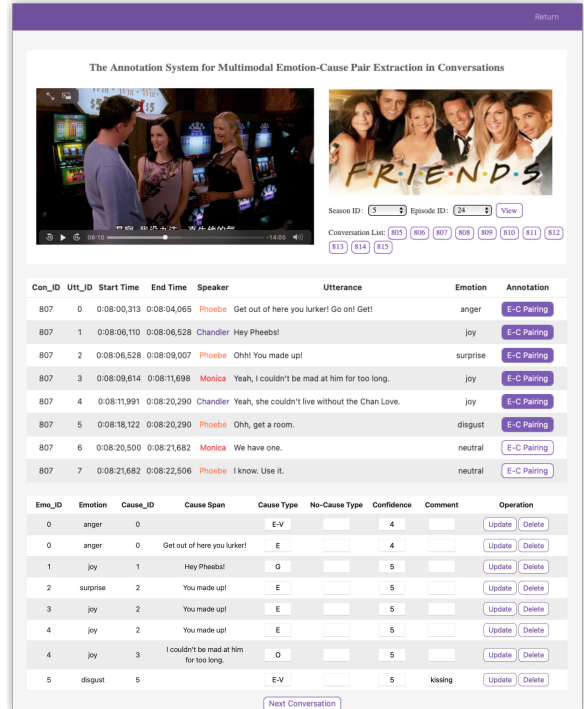 Return
The Annotation System for Multimodal Emotion-Cause Pair Extraction in Conversations
$5
08:10
-14:00
F·R·I·E·N·D·S
Season ID: 5 Episode ID: 24 View
Conversation List: 805 806 807 808 809 810 811 812
813 814 815
Con_ID Utt_ID Start Time End Time Speaker Utterance Emotion Annotation
807 0 0:08:00,313 0:08:04,065 Phoebe Get out of here you lurker! Go on! Get! anger E-C Pairing
807 1 0:08:06,110 0:08:06,528 Chandler Hey Pheebs! joy E-C Pairing
807 2 0:08:06,528 0:08:09,007 Phoebe Ohh! You made up! surprise E-C Pairing
807 3 0:08:09,614 0:08:11,698 Monica Yeah, I couldn't be mad at him for too long. joy E-C Pairing
807 4 0:08:11,991 0:08:20,290 Chandler Yeah, she couldn't live without the Chan Love. joy E-C Pairing
807 5 0:08:18,122 0:08:20,290 Phoebe Ohh, get a room. disgust E-C Pairing
807 6 0:08:20,500 0:08:21,682 Monica We have one. neutral E-C Pairing
807 7 0:08:21,682 0:08:22,506 Phoebe I know. Use it. neutral E-C Pairing
Emo_ID Emotion Cause_ID Cause Span Cause Type No-Cause Type Confidence Comment Operation
0 anger 0 E-V 4 Update Delete
0 anger 0 Get out of here you lurker! E 4 Update Delete
1 joy 1 Hey Pheebs! G 5 Update Delete
2 surprise 2 You made up! E 5 Update Delete
3 joy 2 You made up! E 5 Update Delete
4 joy 2 You made up! E 5 Update Delete
4 joy 3 I couldn't be mad at him for too long. O 5 Update Delete
5 disgust 5 E-V 5 kissing Update Delete
Next Conversation